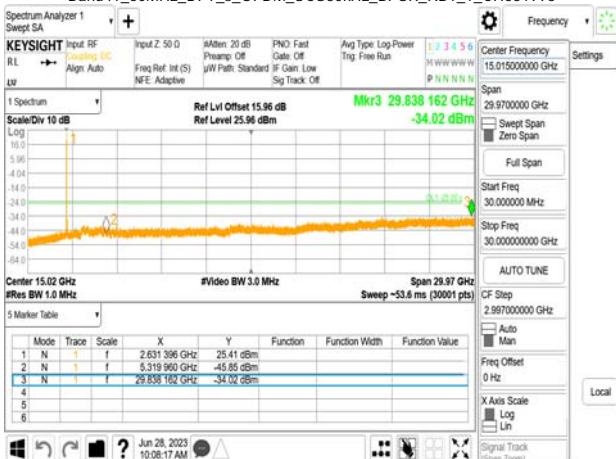 Spectrum Analyzer 1
Swept SA
Frequency
Settings
KEYSIGHT
Input: RF
Coupling: DC
Align: Auto
Input Z: 50 Ω
Freq Ref: Int (S)
NFE: Adaptive
#Atten: 20 dB
Preamp: Off
µW Path: Standard
PNO: Fast
Gate: Off
IF Gain: Low
Sig Track: Off
Avg Type: Log-Power
Trig: Free Run
1 2 3 4 5 6
M W W W W W
P N N N N N
RL
1 Spectrum
Scale/Div 10 dB
Log
Ref Lvl Offset 15.96 dB
Ref Level 25.96 dBm
Mkr3 29.838 162 GHz
-34.02 dBm
16.0
5.96
-4.04
-14.0
-24.0
-34.0
-44.0
-54.0
-64.0
1
2
3
Center 15.02 GHz
#Res BW 1.0 MHz
#Video BW 3.0 MHz
Span 29.97 GHz
Sweep ~53.6 ms (30001 pts)
5 Marker Table
Mode Trace Scale X Y Function Function Width Function Value
1 N 1 f 2.631 396 GHz 25.41 dBm
2 N 1 f 5.319 960 GHz -45.85 dBm
3 N 1 f 29.838 162 GHz -34.02 dBm
4
5
6
Jun 28, 2023
10:08:17 AM
Center Frequency
15.015000000 GHz
Span
29.9700000 GHz
Swept Span
Zero Span
Full Span
Start Freq
30.000000 MHz
Stop Freq
30.000000000 GHz
AUTO TUNE
CF Step
2.997000000 GHz
Auto
Man
Freq Offset
0 Hz
X Axis Scale
Log
Lin
Signal Track
(Span Zoom)
Local